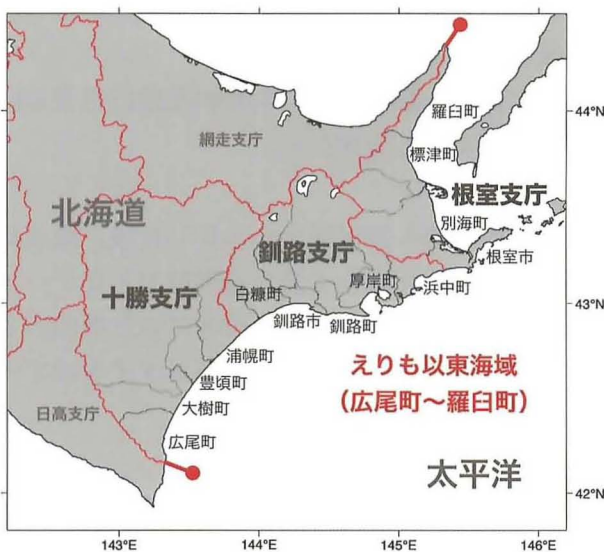 羅臼町
44°N
網走支庁
標津町
根室支庁
北海道
別海町
釧路支庁
根室市
十勝支庁
白糠町
厚岸町
浜中町
43°N
釧路市
釧路町
浦幌町
えりも以東海域
(広尾町〜羅臼町)
豊頃町
大樹町
日高支庁
広尾町
太平洋
42°N
143°E
144°E
145°E
146°E